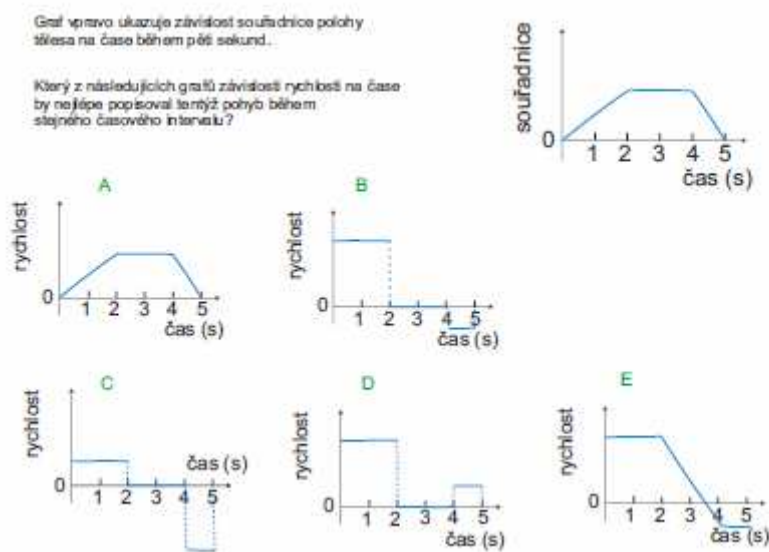 Graf vpravo ukazuje závislost souřadnice polohy
tělesa na čase během pěti sekund.
Který z následujících grafů závislosti rychlosti na čase
by nejlépe popisoval tentýž pohyb během
stejného časového intervalu?
souřadnice
0
1 2 3 4 5
čas (s)
A
rychlost
0
1 2 3 4 5
čas (s)
B
rychlost
0
1 2 3 4 5
čas (s)
C
rychlost
čas (s)
0
1 2 3 4 5
D
rychlost
0
1 2 3 4 5
čas (s)
E
rychlost
0
1 2 3 4 5
čas (s)